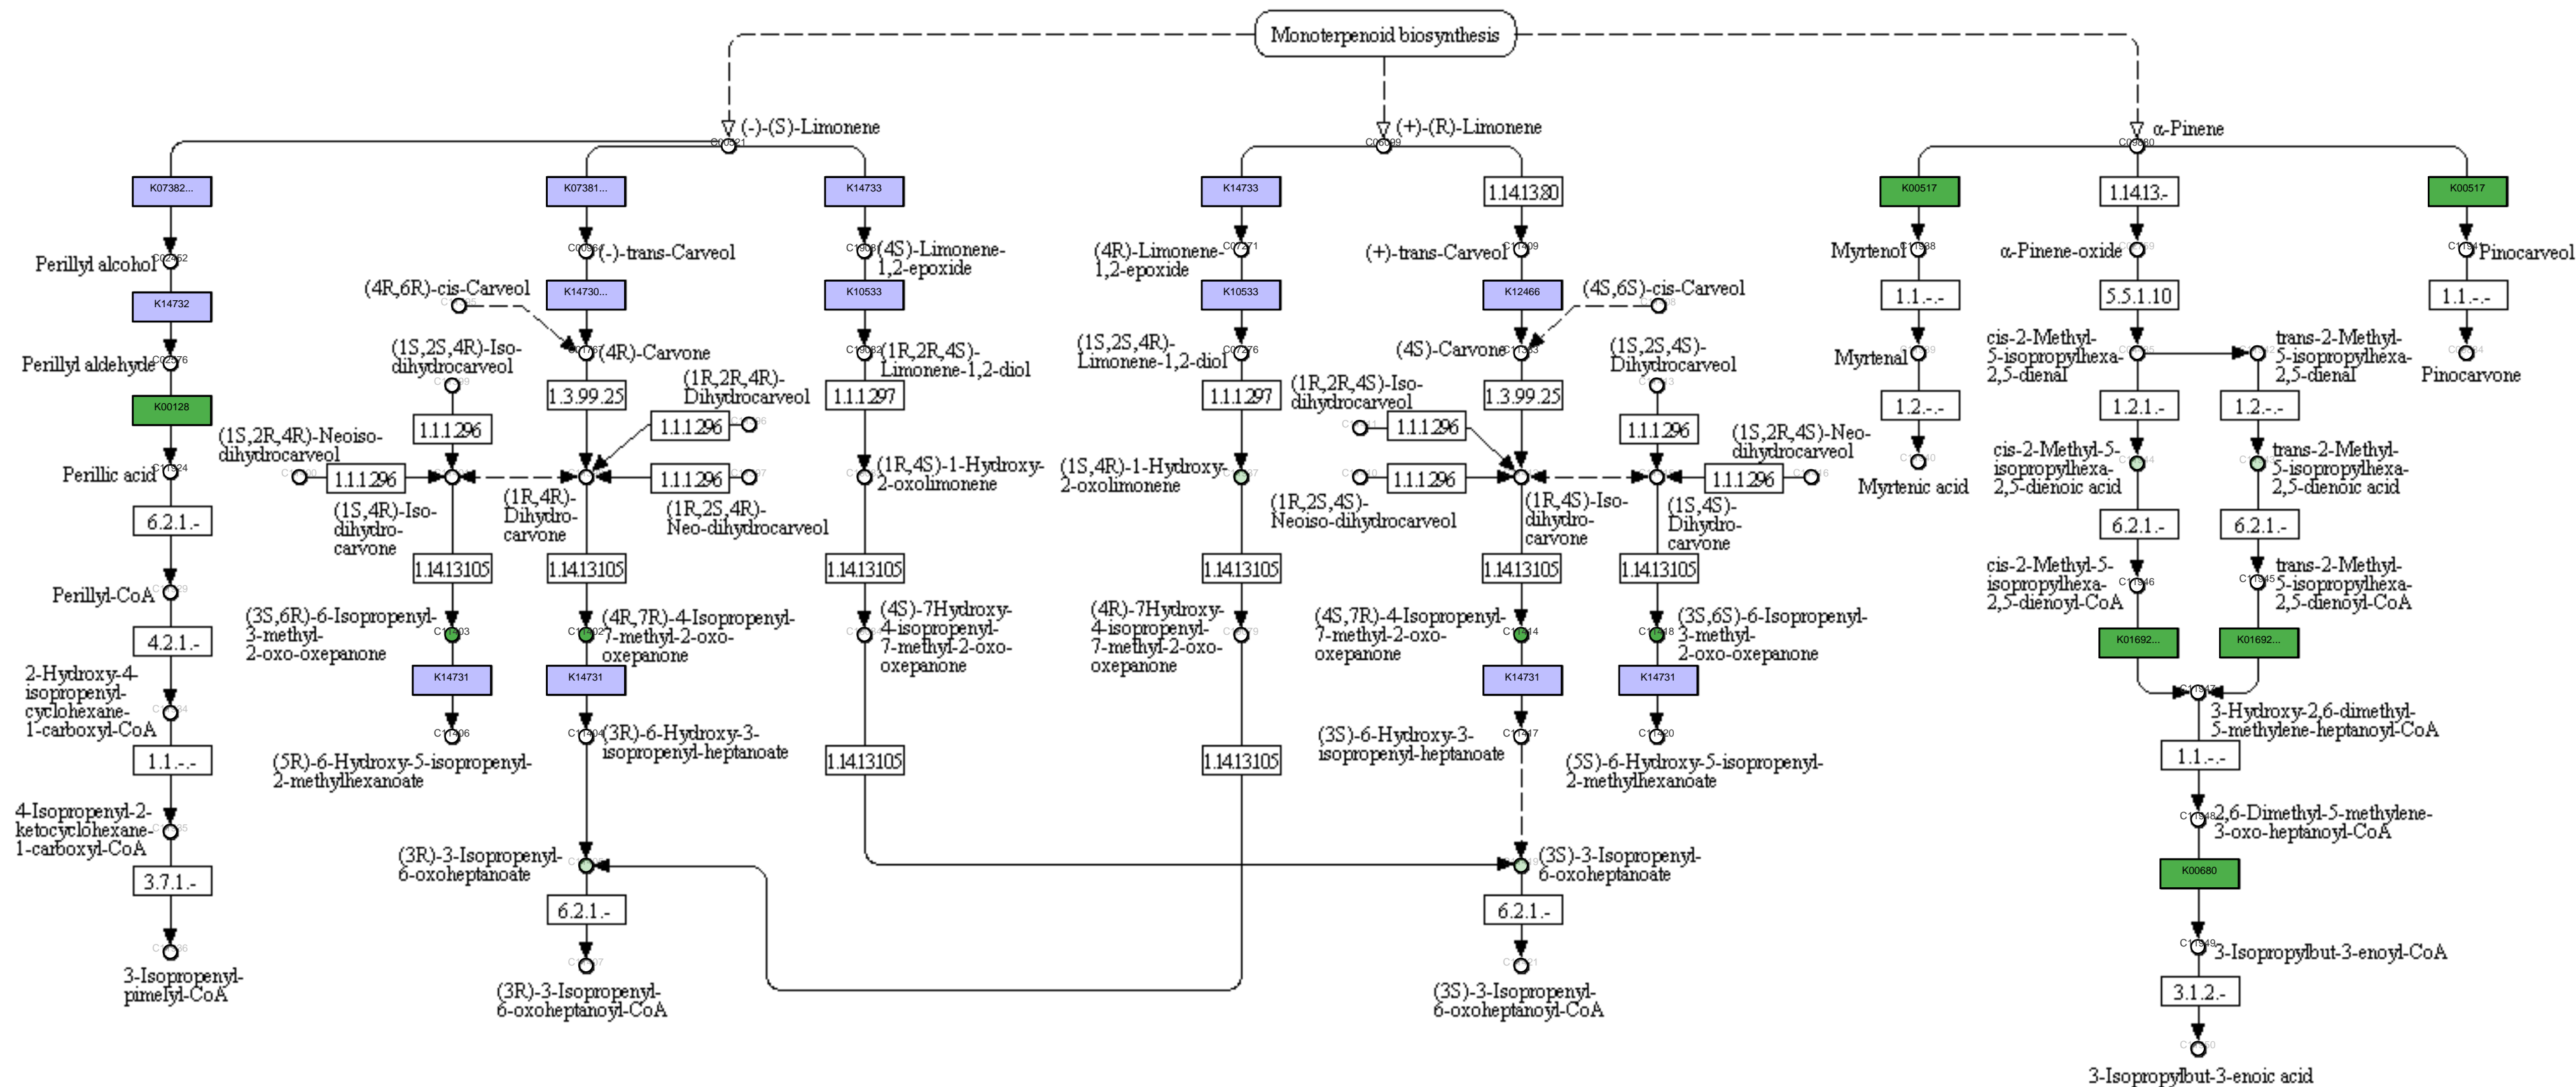 Monoterpenoid biosynthesis
(-)-(S)-Limonene
(+)-(R)-Limonene
α-Pinene
K07382...
K07381...
K14733
K14733
1.14.13.80
K00517
1.14.13.-
K00517
Perillyl alcohol
C02452
(-)-trans-Carveol
(4S)-Limonene-
1,2-epoxide
(4R)-Limonene-
1,2-epoxide
C07271
(+)-trans-Carveol
C11409
Myrtenol
C11938
α-Pinene-oxide
Pinocarveol
K14732
(4R,6R)-cis-Carveol
K14730...
K10533
K10533
K12466
(4S,6S)-cis-Carveol
1.1.-.-
5.5.1.10
1.1.-.-
Perillyl aldehyde
C02576
(1S,2S,4R)-Iso-
dihydrocarveol
(4R)-Carvone
(1R,2R,4S)-
Limonene-1,2-diol
(1S,2S,4R)-
Limonene-1,2-diol
C07276
(4S)-Carvone
C11383
(1S,2S,4S)-
Dihydrocarveol
Myrtenal
cis-2-Methyl-
5-isopropylhexa-
2,5-dienal
trans-2-Methyl-
5-isopropylhexa-
2,5-dienal
Pinocarvone
K00128
1.3.99.25
(1R,2R,4R)-
Dihydrocarveol
1.1.1.297
1.1.1.297
(1R,2R,4S)-Iso-
dihydrocarveol
1.3.99.25
1.2.-.-
1.2.1.-
1.2.-.-
(1S,2R,4R)-Neoiso-
dihydrocarveol
1.1.1.296
1.1.1.296
1.1.1.296
1.1.1.296
(1S,2R,4S)-Neo-
dihydrocarveol
Perillic acid
C11924
1.1.1.296
1.1.1.296
(1R,4S)-1-Hydroxy-
2-oxolimonene
(1S,4R)-1-Hydroxy-
2-oxolimonene
1.1.1.296
1.1.1.296
Myrtenic acid
cis-2-Methyl-5-
isopropylhexa-
2,5-dienoic acid
trans-2-Methyl-
5-isopropylhexa-
2,5-dienoic acid
6.2.1.-
(1S,4R)-Iso-
dihydro-
carvone
(1R,4R)-
Dihydro-
carvone
(1R,2S,4R)-
Neo-dihydrocarveol
(1R,2S,4S)-
Neoiso-dihydrocarveol
(1R,4S)-Iso-
dihydro-
carvone
(1S,4S)-
Dihydro-
carvone
6.2.1.-
6.2.1.-
1.14.13.105
1.14.13.105
1.14.13.105
1.14.13.105
1.14.13.105
1.14.13.105
Perillyl-CoA
cis-2-Methyl-5-
isopropylhexa-
2,5-dienoyl-CoA
C11946
trans-2-Methyl-
5-isopropylhexa-
2,5-dienoyl-CoA
C11945
4.2.1.-
(3S,6R)-6-Isopropenyl-
3-methyl-
2-oxo-oxepanone
C11403
(4R,7R)-4-Isopropenyl-
7-methyl-2-oxo-
oxepanone
C11402
(4S)-7Hydroxy-
4-isopropenyl-
7-methyl-2-oxo-
oxepanone
(4R)-7Hydroxy-
4-isopropenyl-
7-methyl-2-oxo-
oxepanone
(4S,7R)-4-Isopropenyl-
7-methyl-2-oxo-
oxepanone
C11414
(3S,6S)-6-Isopropenyl-
3-methyl-
2-oxo-oxepanone
C11418
K01692...
K01692...
2-Hydroxy-4-
isopropenyl-
cyclohexane-
1-carboxyl-CoA
K14731
K14731
K14731
K14731
C11947
3-Hydroxy-2,6-dimethyl-
5-methylene-heptanoyl-CoA
1.1.-.-
(5R)-6-Hydroxy-5-isopropenyl-
2-methylhexanoate
C11406
C11404
(3R)-6-Hydroxy-3-
isopropenyl-heptanoate
1.14.13.105
1.14.13.105
(3S)-6-Hydroxy-3-
isopropenyl-heptanoate
C11417
C11420
(5S)-6-Hydroxy-5-isopropenyl-
2-methylhexanoate
1.1.-.-
4-Isopropenyl-2-
ketocyclohexane-
1-carboxyl-CoA
C11948
2,6-Dimethyl-5-methylene-
3-oxo-heptanoyl-CoA
3.7.1.-
(3R)-3-Isopropenyl-
6-oxoheptanoate
(3S)-3-Isopropenyl-
6-oxoheptanoate
K00680
6.2.1.-
6.2.1.-
3-Isopropenyl-
pimelyl-CoA
(3R)-3-Isopropenyl-
6-oxoheptanoyl-CoA
(3S)-3-Isopropenyl-
6-oxoheptanoyl-CoA
C11949
3-Isopropylbut-3-enoyl-CoA
3.1.2.-
3-Isopropylbut-3-enoic acid